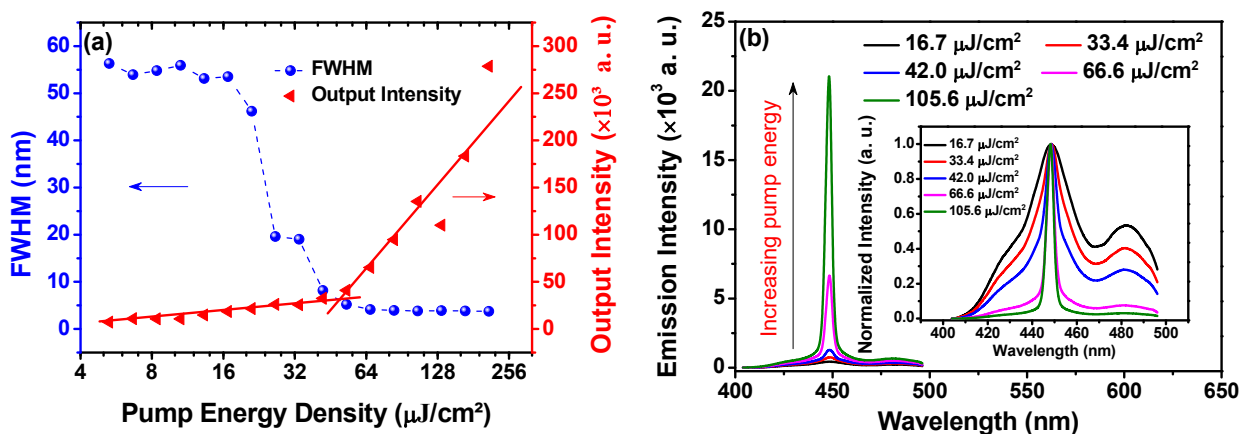 (a)
FWHM
Output Intensity
FWHM (nm)
60
50
40
30
20
10
0
4 8 16 32 64 128 256
Pump Energy Density (μJ/cm²)
300
250
200
150
100
50
0
Output Intensity (×10³ a. u.)
(b)
16.7 μJ/cm² 33.4 μJ/cm²
42.0 μJ/cm² 66.6 μJ/cm²
105.6 μJ/cm²
Increasing pump energy
Emission Intensity (×10³ a. u.)
25
20
15
10
5
0
400 450 500 550 600 650
Wavelength (nm)
Normalized Intensity (a. u.)
1.0
0.8
0.6
0.4
0.2
0.0
16.7 μJ/cm²
33.4 μJ/cm²
42.0 μJ/cm²
66.6 μJ/cm²
105.6 μJ/cm²
400 420 440 460 480 500
Wavelength (nm)